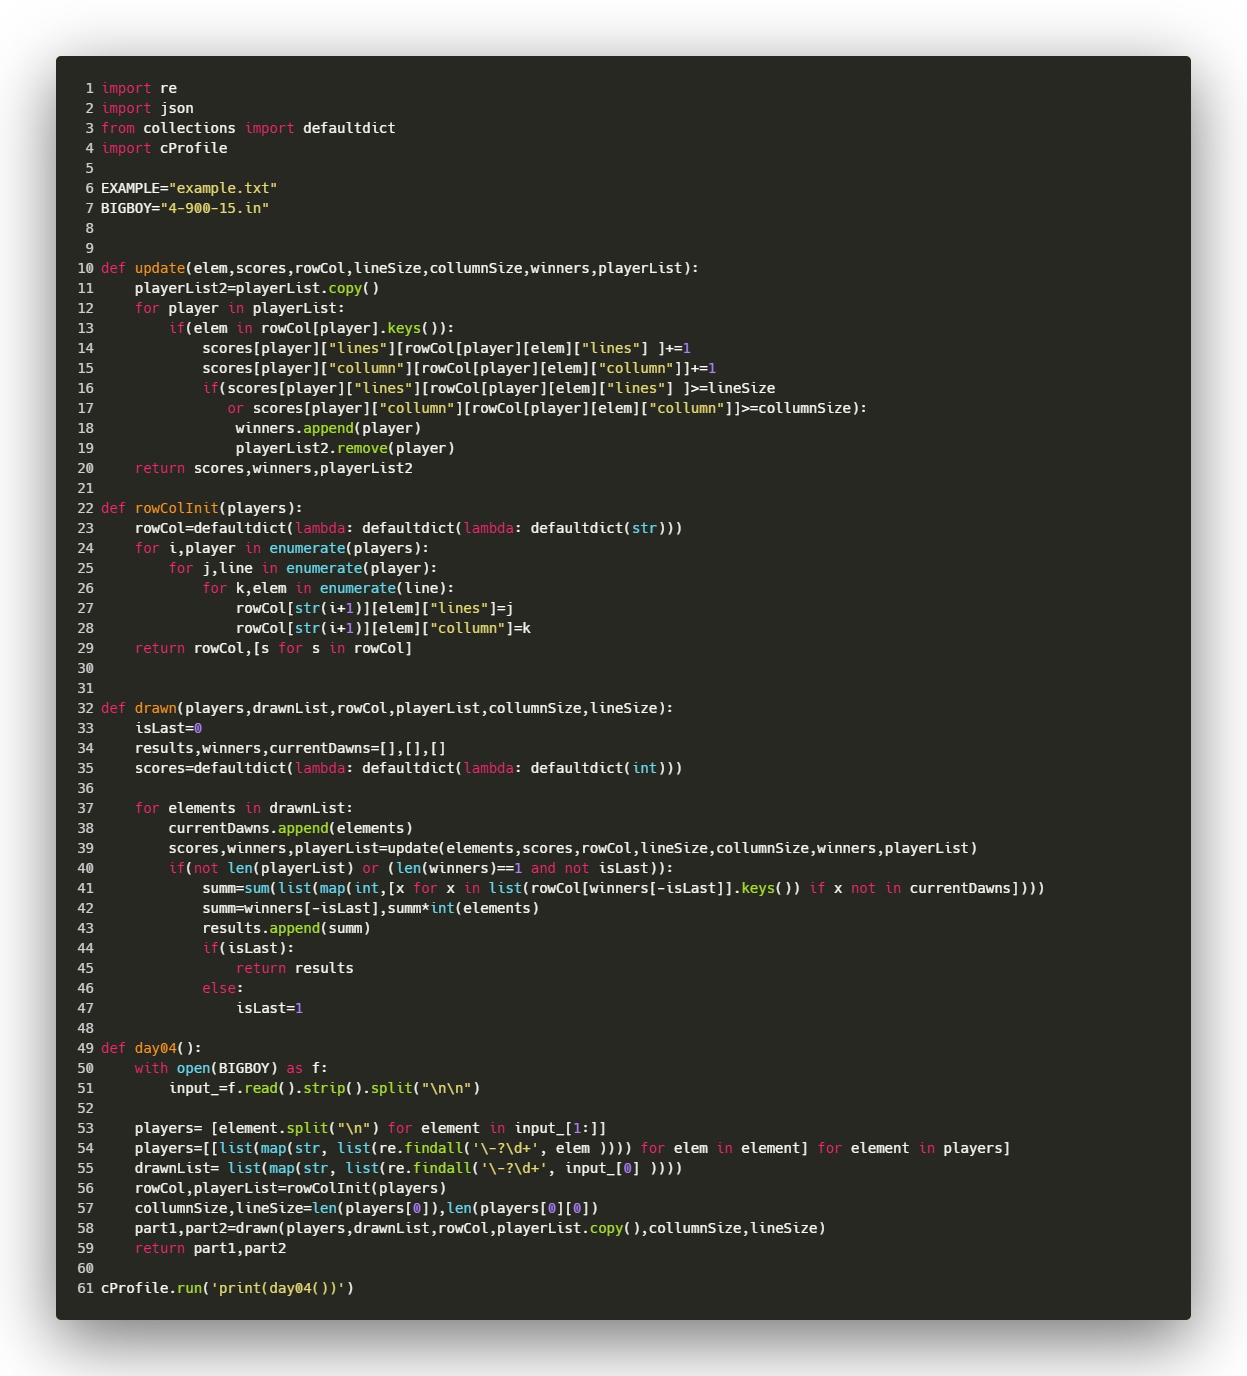 1 import re
2 import json
3 from collections import defaultdict
4 import cProfile
5
6 EXAMPLE="example.txt"
7 BIGBOY="4-900-15.in"
8
9
10 def update(elem,scores,rowCol,lineSize,collumnSize,winners,playerList):
11     playerList2=playerList.copy()
12     for player in playerList:
13         if(elem in rowCol[player].keys()):
14             scores[player]["lines"][rowCol[player][elem]["lines"] ]+=1
15             scores[player]["collumn"][rowCol[player][elem]["collumn"]]+=1
16             if(scores[player]["lines"][rowCol[player][elem]["lines"] ]>=lineSize
17                or scores[player]["collumn"][rowCol[player][elem]["collumn"]]>=collumnSize):
18                 winners.append(player)
19                 playerList2.remove(player)
20     return scores,winners,playerList2
21
22 def rowColInit(players):
23     rowCol=defaultdict(lambda: defaultdict(lambda: defaultdict(str)))
24     for i,player in enumerate(players):
25         for j,line in enumerate(player):
26             for k,elem in enumerate(line):
27                 rowCol[str(i+1)][elem]["lines"]=j
28                 rowCol[str(i+1)][elem]["collumn"]=k
29     return rowCol,[s for s in rowCol]
30
31
32 def drawn(players,drawnList,rowCol,playerList,collumnSize,lineSize):
33     isLast=0
34     results,winners,currentDawns=[],[],[]
35     scores=defaultdict(lambda: defaultdict(lambda: defaultdict(int)))
36
37     for elements in drawnList:
38         currentDawns.append(elements)
39         scores,winners,playerList=update(elements,scores,rowCol,lineSize,collumnSize,winners,playerList)
40         if(not len(playerList) or (len(winners)==1 and not isLast)):
41             summ=sum(list(map(int,[x for x in list(rowCol[winners[-isLast]].keys()) if x not in currentDawns])))
42             summ=winners[-isLast],summ*int(elements)
43             results.append(summ)
44             if(isLast):
45                 return results
46             else:
47                 isLast=1
48
49 def day04():
50     with open(BIGBOY) as f:
51         input_=f.read().strip().split("\n\n")
52
53     players= [element.split("\n") for element in input_[1:]]
54     players=[[list(map(str, list(re.findall('\-?\d+', elem )))) for elem in element] for element in players]
55     drawnList= list(map(str, list(re.findall('\-?\d+', input_[0] ))))
56     rowCol,playerList=rowColInit(players)
57     collumnSize,lineSize=len(players[0]),len(players[0][0])
58     part1,part2=drawn(players,drawnList,rowCol,playerList.copy(),collumnSize,lineSize)
59     return part1,part2
60
61 cProfile.run('print(day04())')